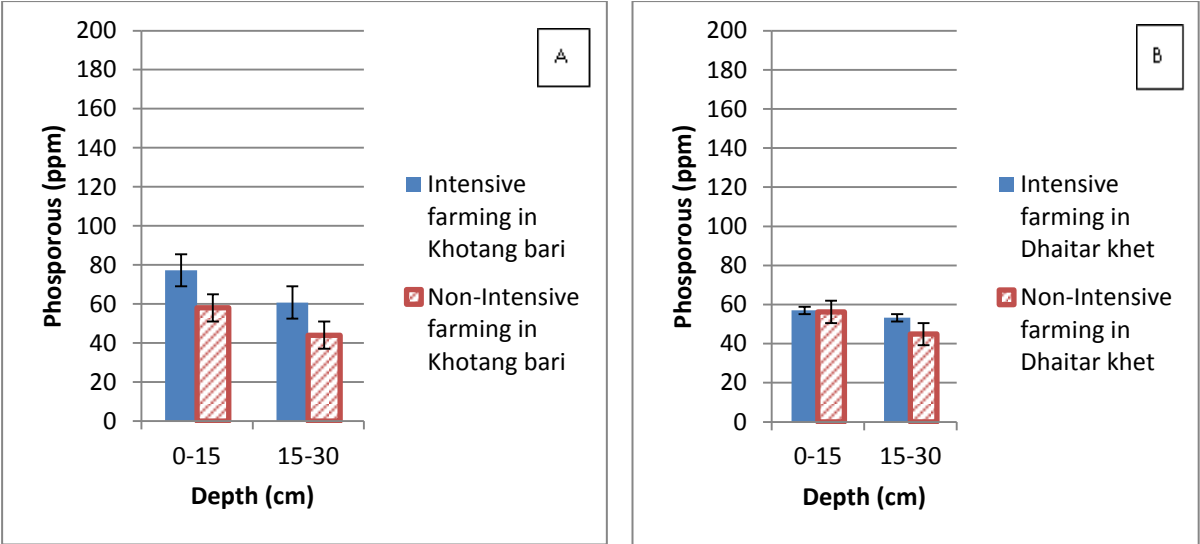 A
Phosporous (ppm)
200
180
160
140
120
100
80
60
40
20
0
0-15
15-30
Depth (cm)
Intensive
farming in
Khotang bari
Non-Intensive
farming in
Khotang bari
B
Phosporous (ppm)
200
180
160
140
120
100
80
60
40
20
0
0-15
15-30
Depth (cm)
Intensive
farming in
Dhaitar khet
Non-Intensive
farming in
Dhaitar khet